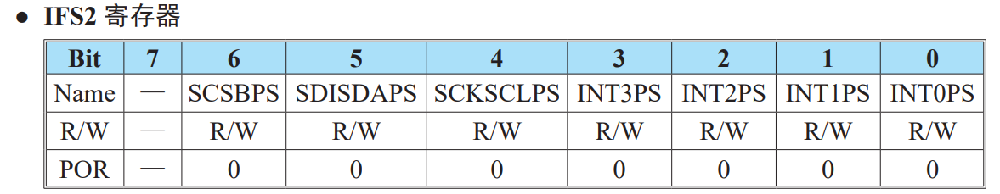 ● IFS2 寄存器
Bit 7 6 5 4 3 2 1 0
Name — SCSBPS SDISDAPS SCKSCLPS INT3PS INT2PS INT1PS INT0PS
R/W — R/W R/W R/W R/W R/W R/W R/W
POR — 0 0 0 0 0 0 0